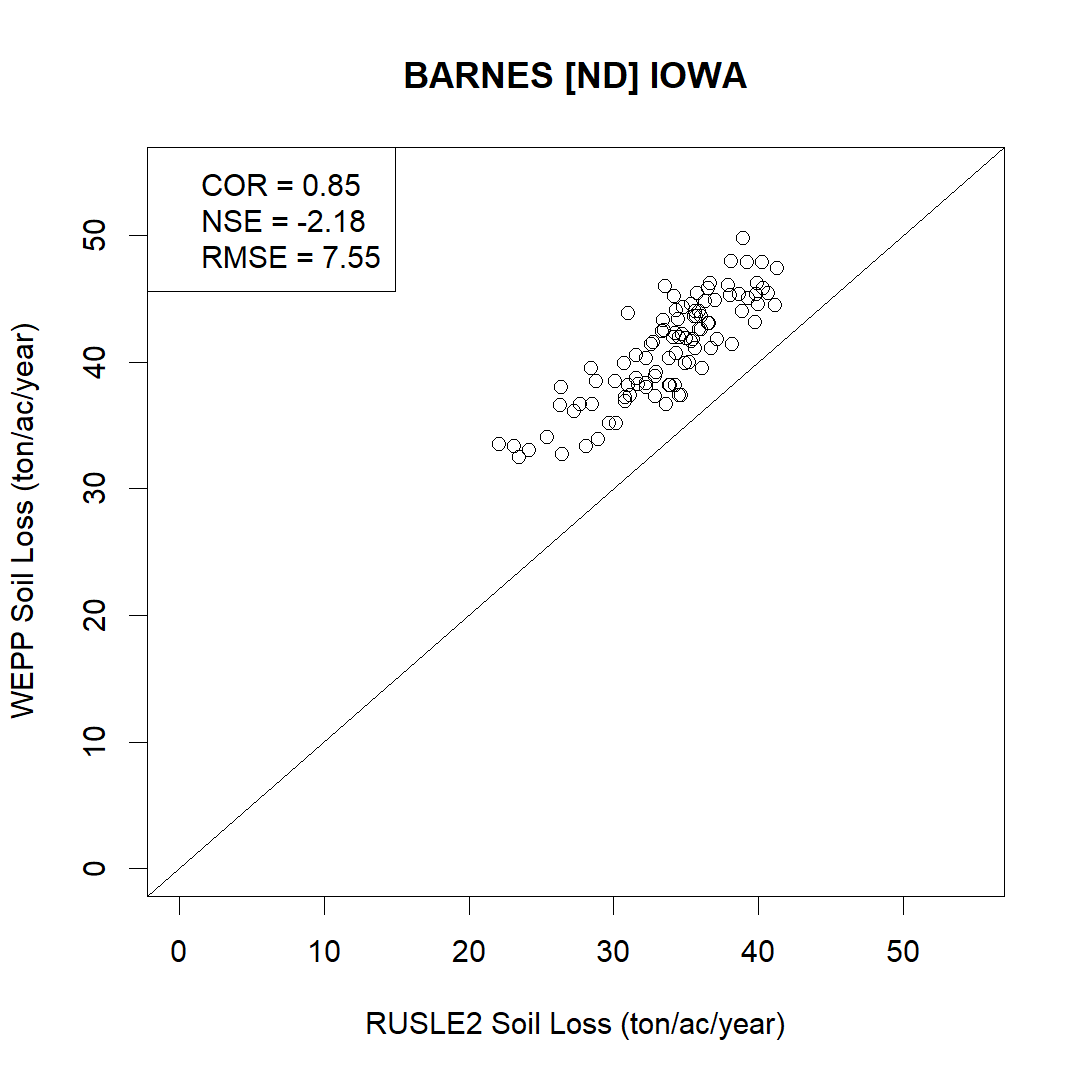 BARNES [ND] IOWA
COR = 0.85
NSE = -2.18
RMSE = 7.55
WEPP Soil Loss (ton/ac/year)
50
40
30
20
10
0
0 10 20 30 40 50
RUSLE2 Soil Loss (ton/ac/year)